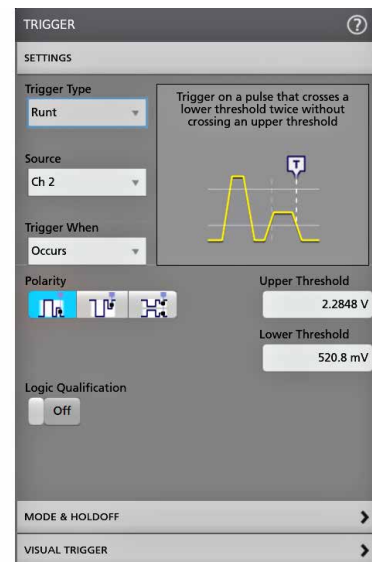 TRIGGER
?
SETTINGS
Trigger Type
Runt
Trigger on a pulse that crosses a
lower threshold twice without
crossing an upper threshold
T
Source
Ch 2
Trigger When
Occurs
Polarity
Upper Threshold
2.2848 V
Lower Threshold
520.8 mV
Logic Qualification
Off
MODE & HOLDOFF
VISUAL TRIGGER